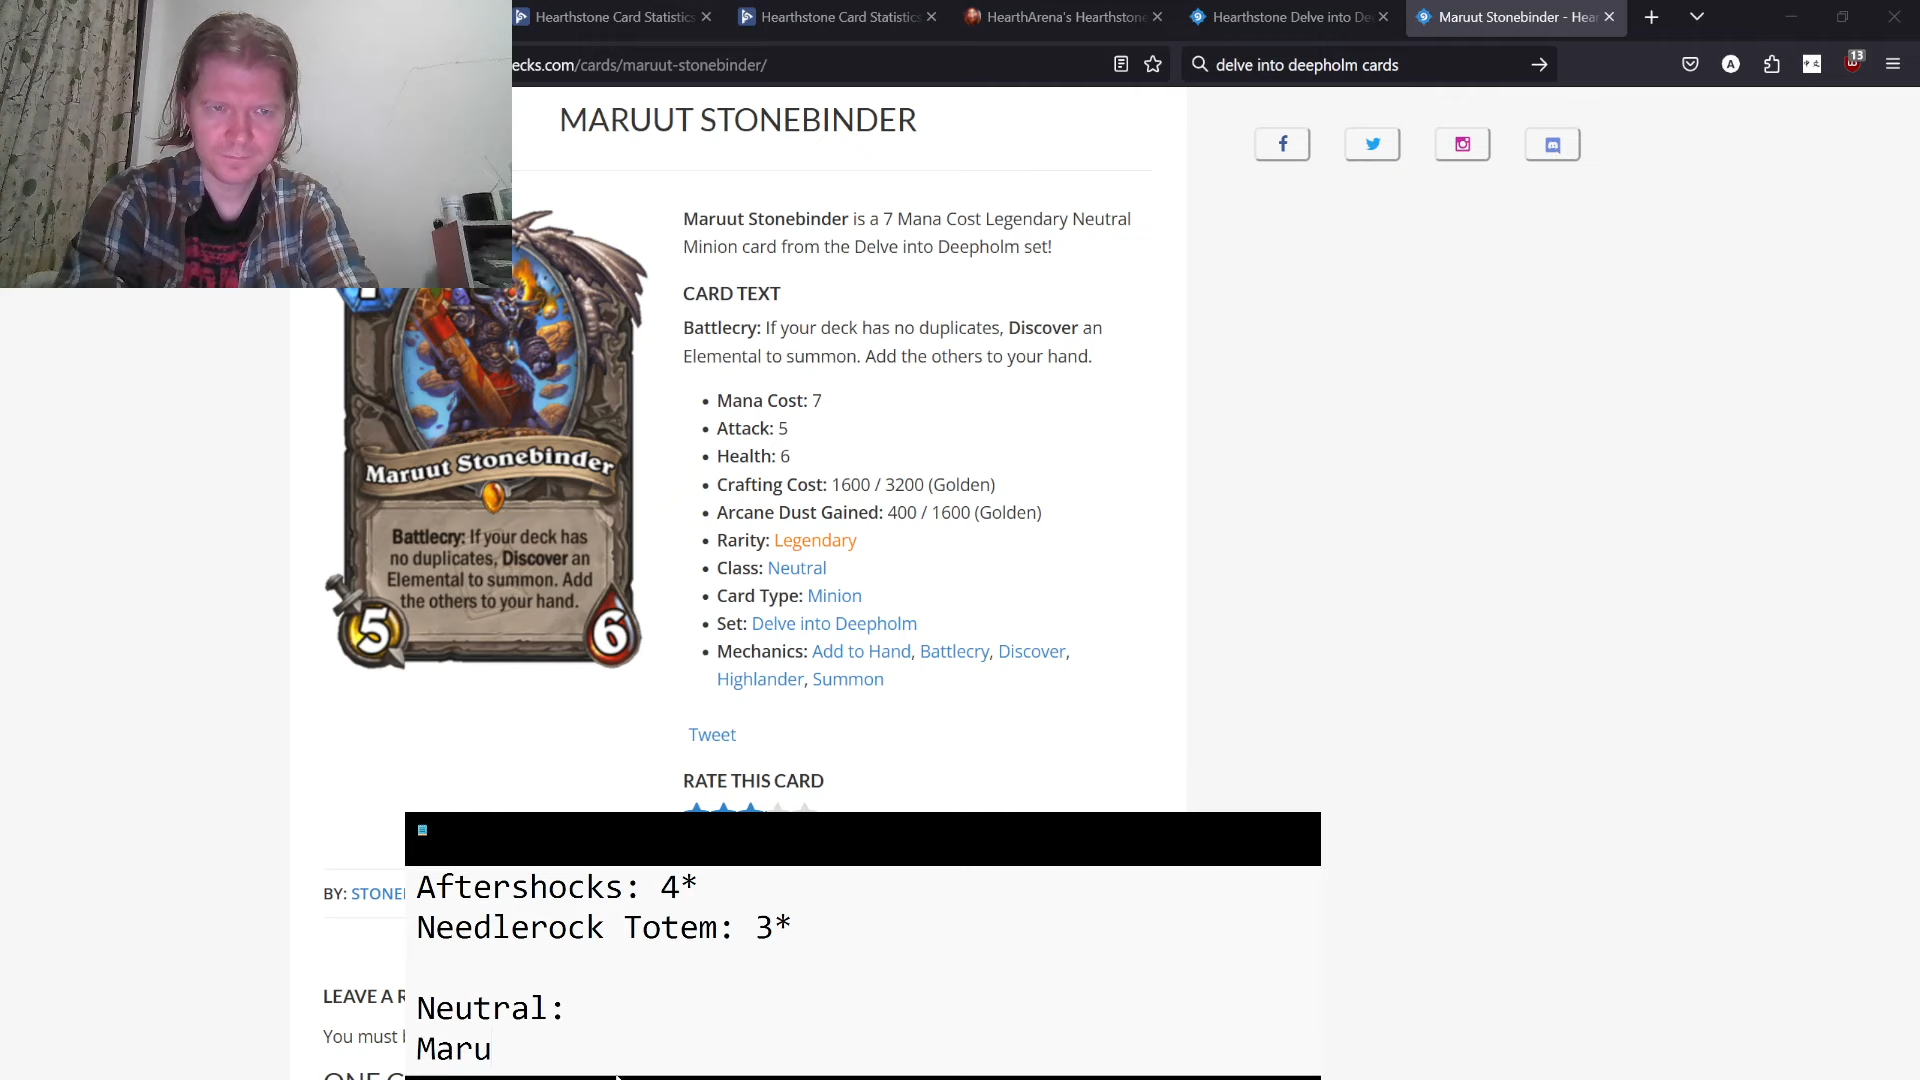 Hearthstone Card Statistics
Hearthstone Card Statistics
HearthArena's Hearthstone
Hearthstone Delve into De
Maruut Stonebinder - Hea
ecks.com/cards/maruut-stonebinder/
delve into deepholm cards
13
MARUUT STONEBINDER
Maruut Stonebinder is a 7 Mana Cost Legendary Neutral
Minion card from the Delve into Deepholm set!
CARD TEXT
Battlecry: If your deck has no duplicates, Discover an
Elemental to summon. Add the others to your hand.
• Mana Cost: 7
• Attack: 5
• Health: 6
• Crafting Cost: 1600 / 3200 (Golden)
• Arcane Dust Gained: 400 / 1600 (Golden)
• Rarity: Legendary
• Class: Neutral
• Card Type: Minion
• Set: Delve into Deepholm
• Mechanics: Add to Hand, Battlecry, Discover,
Highlander, Summon
Maruut Stonebinder
Battlecry: If your deck has
no duplicates, Discover an
Elemental to summon. Add
the others to your hand.
5
6
Tweet
RATE THIS CARD
BY: STONE
LEAVE A R
You must
Aftershocks: 4*
Needlerock Totem: 3*
Neutral:
Maru